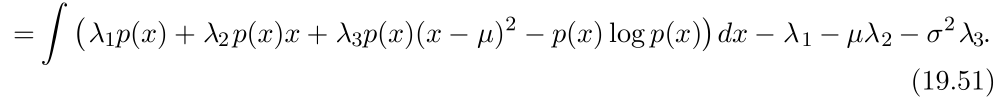 = ∫ (λ₁p(x) + λ₂p(x)x + λ₃p(x)(x − μ)² − p(x) log p(x)) dx − λ₁ − μλ₂ − σ²λ₃.
(19.51)